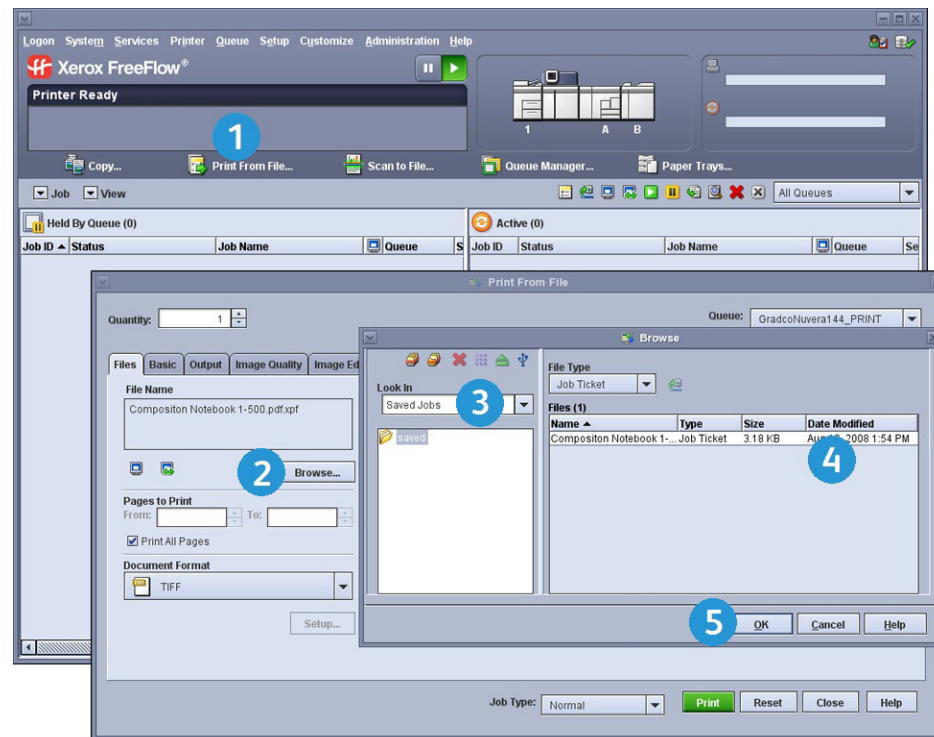 Logon System Services Printer Queue Setup Customize Administration Help
Xerox FreeFlow®
Printer Ready
1
1 A B
Copy... Print From File... Scan to File... Queue Manager... Paper Trays...
Job View All Queues
Held By Queue (0) Active (0)
Job ID Status Job Name Queue S Job ID Status Job Name Queue Se
Print From File
Quantity: 1 Queue: GradcoNuvera144_PRINT
Browse
Files Basic Output Image Quality Image Ed
File Name
Compositon Notebook 1-500.pdf.xpf
2
Browse...
Pages to Print
From: To:
Print All Pages
Document Format
TIFF
Setup...
Look In
Saved Jobs
3
saved
File Type
Job Ticket
Files (1)
Name Type Size Date Modified
Compositon Notebook 1-... Job Ticket 3.18 KB 2008 1:54 PM
4
5
OK Cancel Help
Job Type: Normal Print Reset Close Help